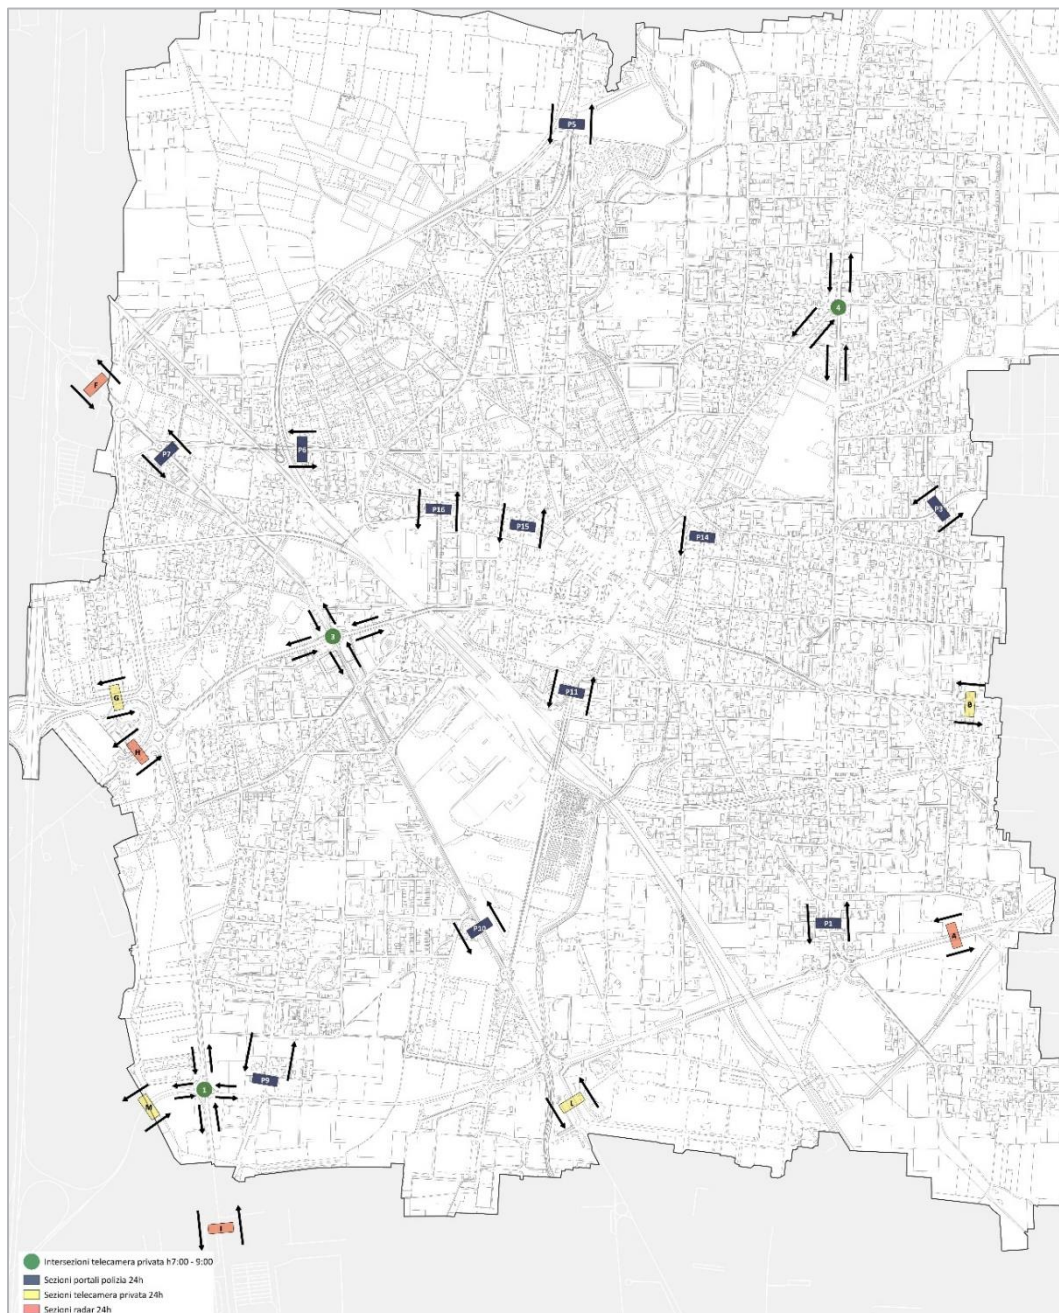 P5
4
F
P7
P6
P16
P15
P14
P3
3
G
H
P11
B
P10
P1
A
P9
1
M
L
I
Intersezioni telecamera privata h7:00 - 9:00
Sezioni portali polizia 24h
Sezioni telecamera privata 24h
Sezioni radar 24h